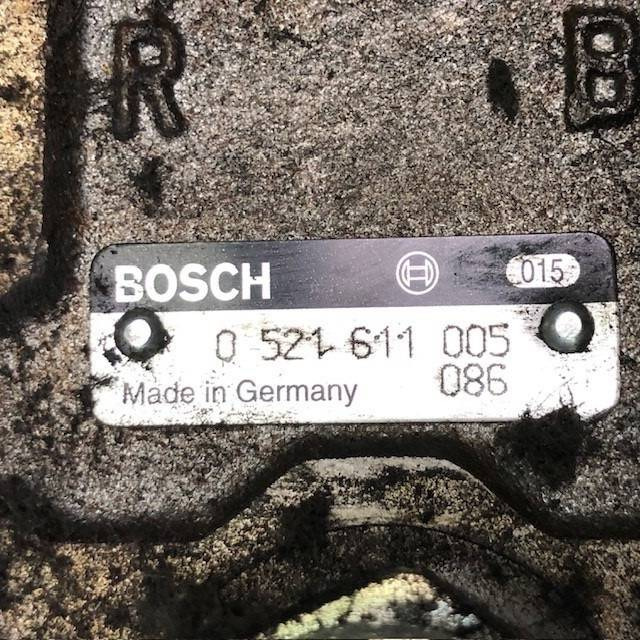 R B
BOSCH 015
0 521 611 005
Made in Germany 086